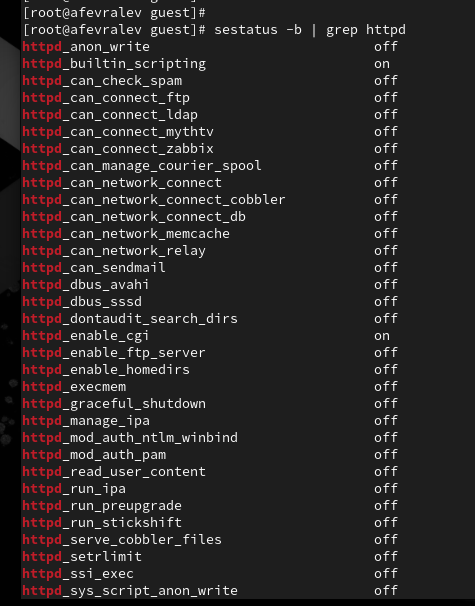 [root@afevralev guest]#
[root@afevralev guest]# sestatus -b | grep httpd
httpd_anon_write                            off
httpd_builtin_scripting                     on
httpd_can_check_spam                        off
httpd_can_connect_ftp                       off
httpd_can_connect_ldap                      off
httpd_can_connect_mythtv                    off
httpd_can_connect_zabbix                    off
httpd_can_manage_courier_spool              off
httpd_can_network_connect                   off
httpd_can_network_connect_cobbler           off
httpd_can_network_connect_db                off
httpd_can_network_memcache                  off
httpd_can_network_relay                     off
httpd_can_sendmail                          off
httpd_dbus_avahi                            off
httpd_dbus_sssd                             off
httpd_dontaudit_search_dirs                 off
httpd_enable_cgi                            on
httpd_enable_ftp_server                     off
httpd_enable_homedirs                       off
httpd_execmem                               off
httpd_graceful_shutdown                     off
httpd_manage_ipa                            off
httpd_mod_auth_ntlm_winbind                 off
httpd_mod_auth_pam                          off
httpd_read_user_content                     off
httpd_run_ipa                               off
httpd_run_preupgrade                        off
httpd_run_stickshift                        off
httpd_serve_cobbler_files                   off
httpd_setrlimit                             off
httpd_ssi_exec                              off
httpd_sys_script_anon_write                 off